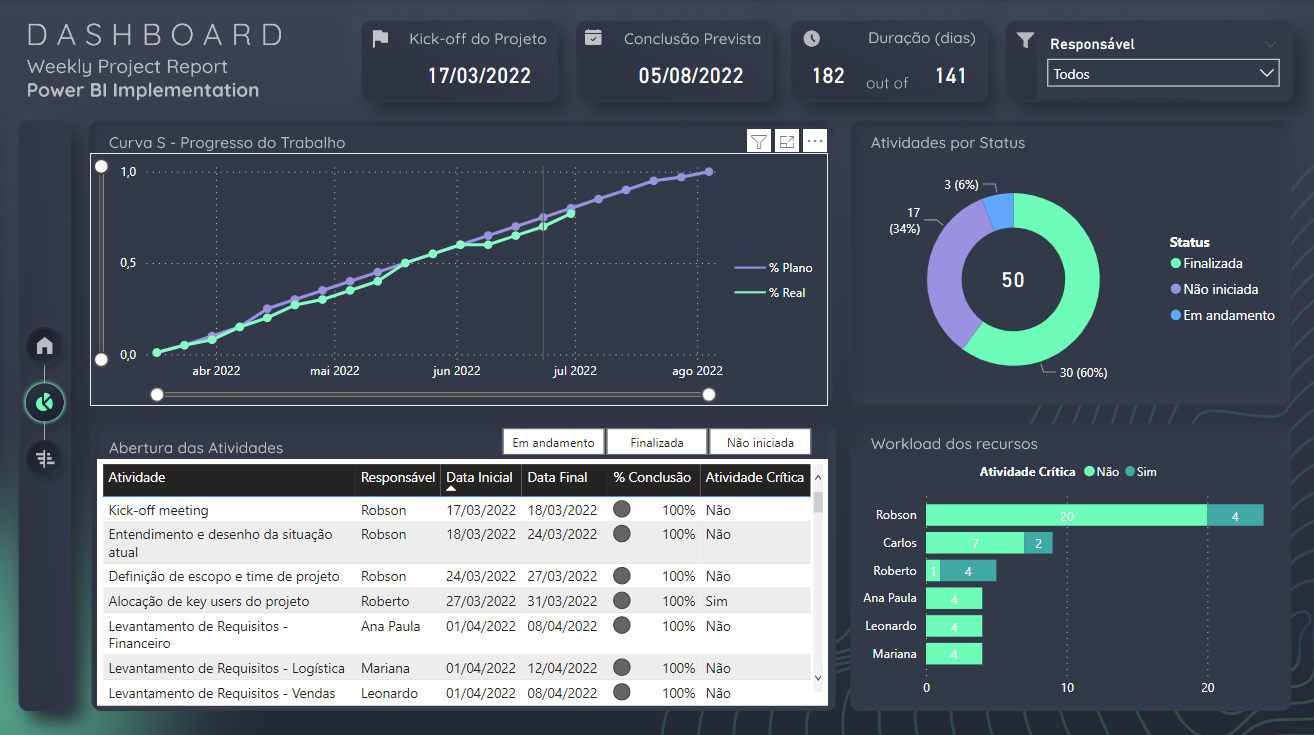 DASHBOARD
Weekly Project Report
Power BI Implementation
Kick-off do Projeto
17/03/2022
Conclusão Prevista
05/08/2022
Duração (dias)
182 out of 141
Responsável
Todos
Curva S - Progresso do Trabalho
1,0
0,5
0,0
abr 2022 mai 2022 jun 2022 jul 2022 ago 2022
% Plano
% Real
Atividades por Status
3 (6%)
17
(34%)
50
30 (60%)
Status
Finalizada
Não iniciada
Em andamento
Abertura das Atividades
Em andamento Finalizada Não iniciada
Atividade Responsável Data Inicial Data Final % Conclusão Atividade Crítica
Kick-off meeting Robson 17/03/2022 18/03/2022 100% Não
Entendimento e desenho da situação Robson 18/03/2022 24/03/2022 100% Não
atual
Definição de escopo e time de projeto Robson 24/03/2022 27/03/2022 100% Não
Alocação de key users do projeto Roberto 27/03/2022 31/03/2022 100% Sim
Levantamento de Requisitos - Ana Paula 01/04/2022 08/04/2022 100% Não
Financeiro
Levantamento de Requisitos - Logística Mariana 01/04/2022 12/04/2022 100% Não
Levantamento de Requisitos - Vendas Leonardo 01/04/2022 08/04/2022 100% Não
Workload dos recursos
Atividade Crítica Não Sim
Robson 20 4
Carlos 7 2
Roberto 1 4
Ana Paula 4
Leonardo 4
Mariana 4
0 10 20